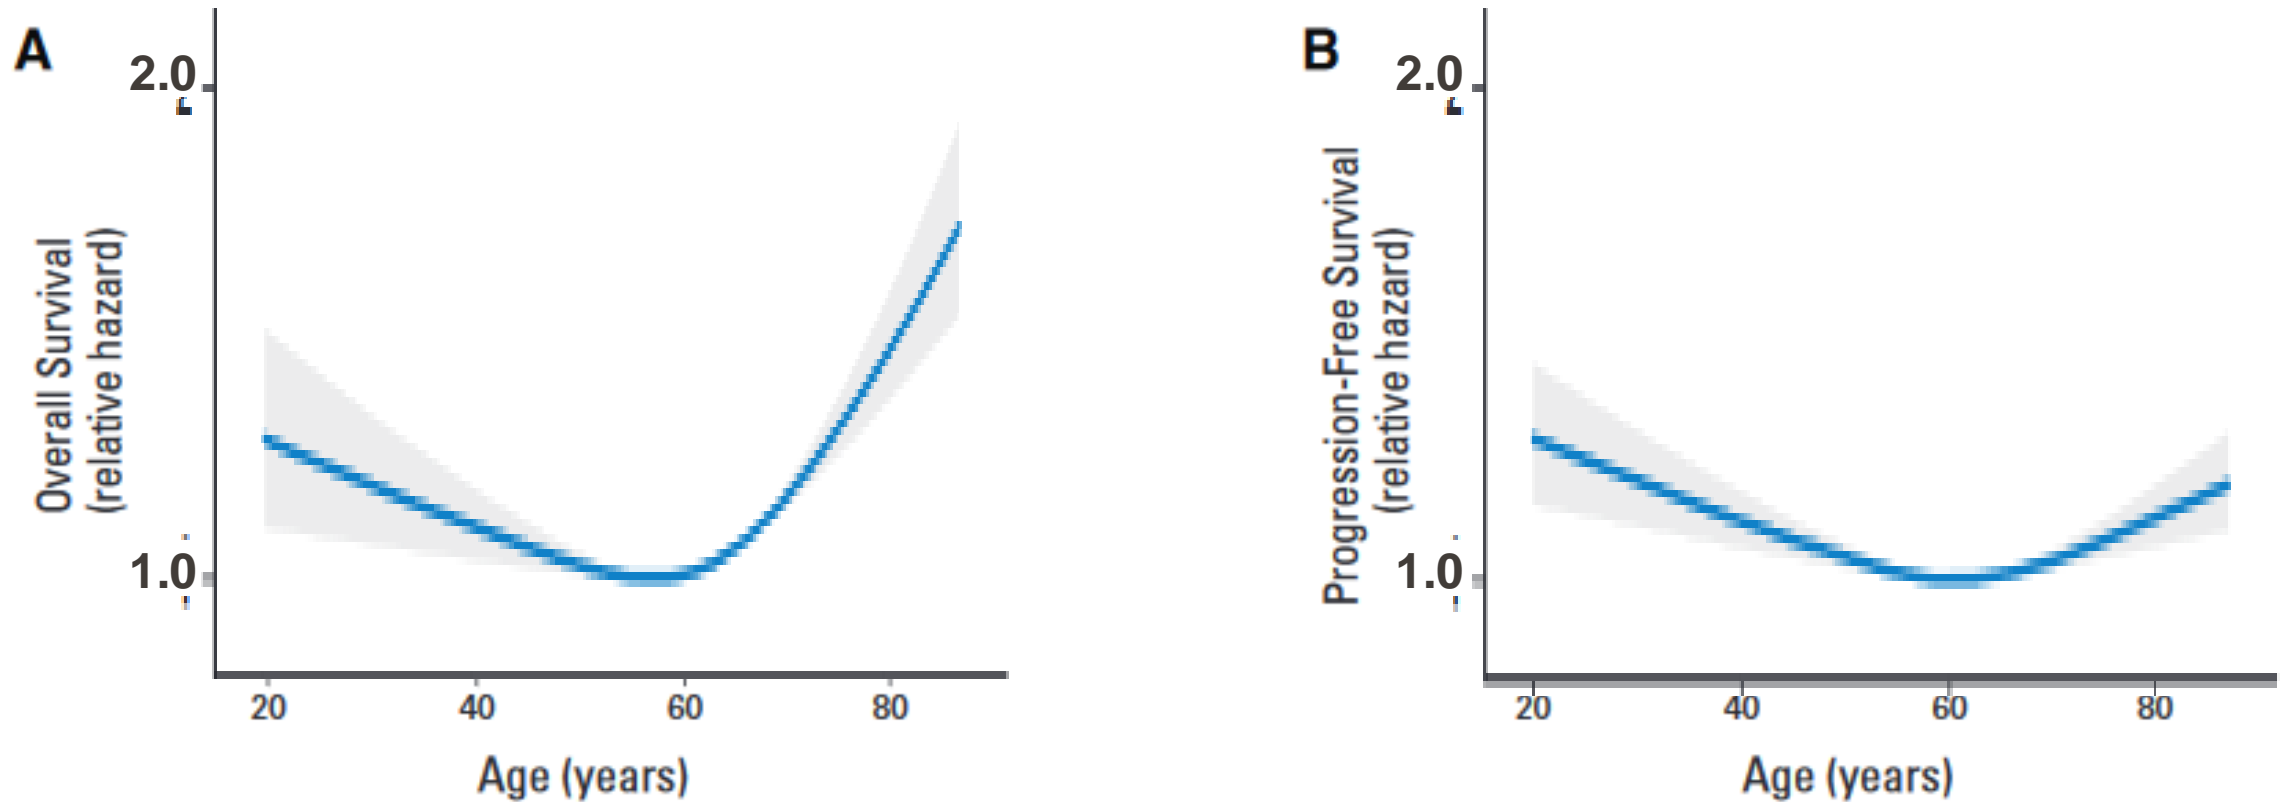 A
2.0
1.0
Overall Survival
(relative hazard)
20 40 60 80
Age (years)
B
2.0
1.0
Progression-Free Survival
(relative hazard)
20 40 60 80
Age (years)